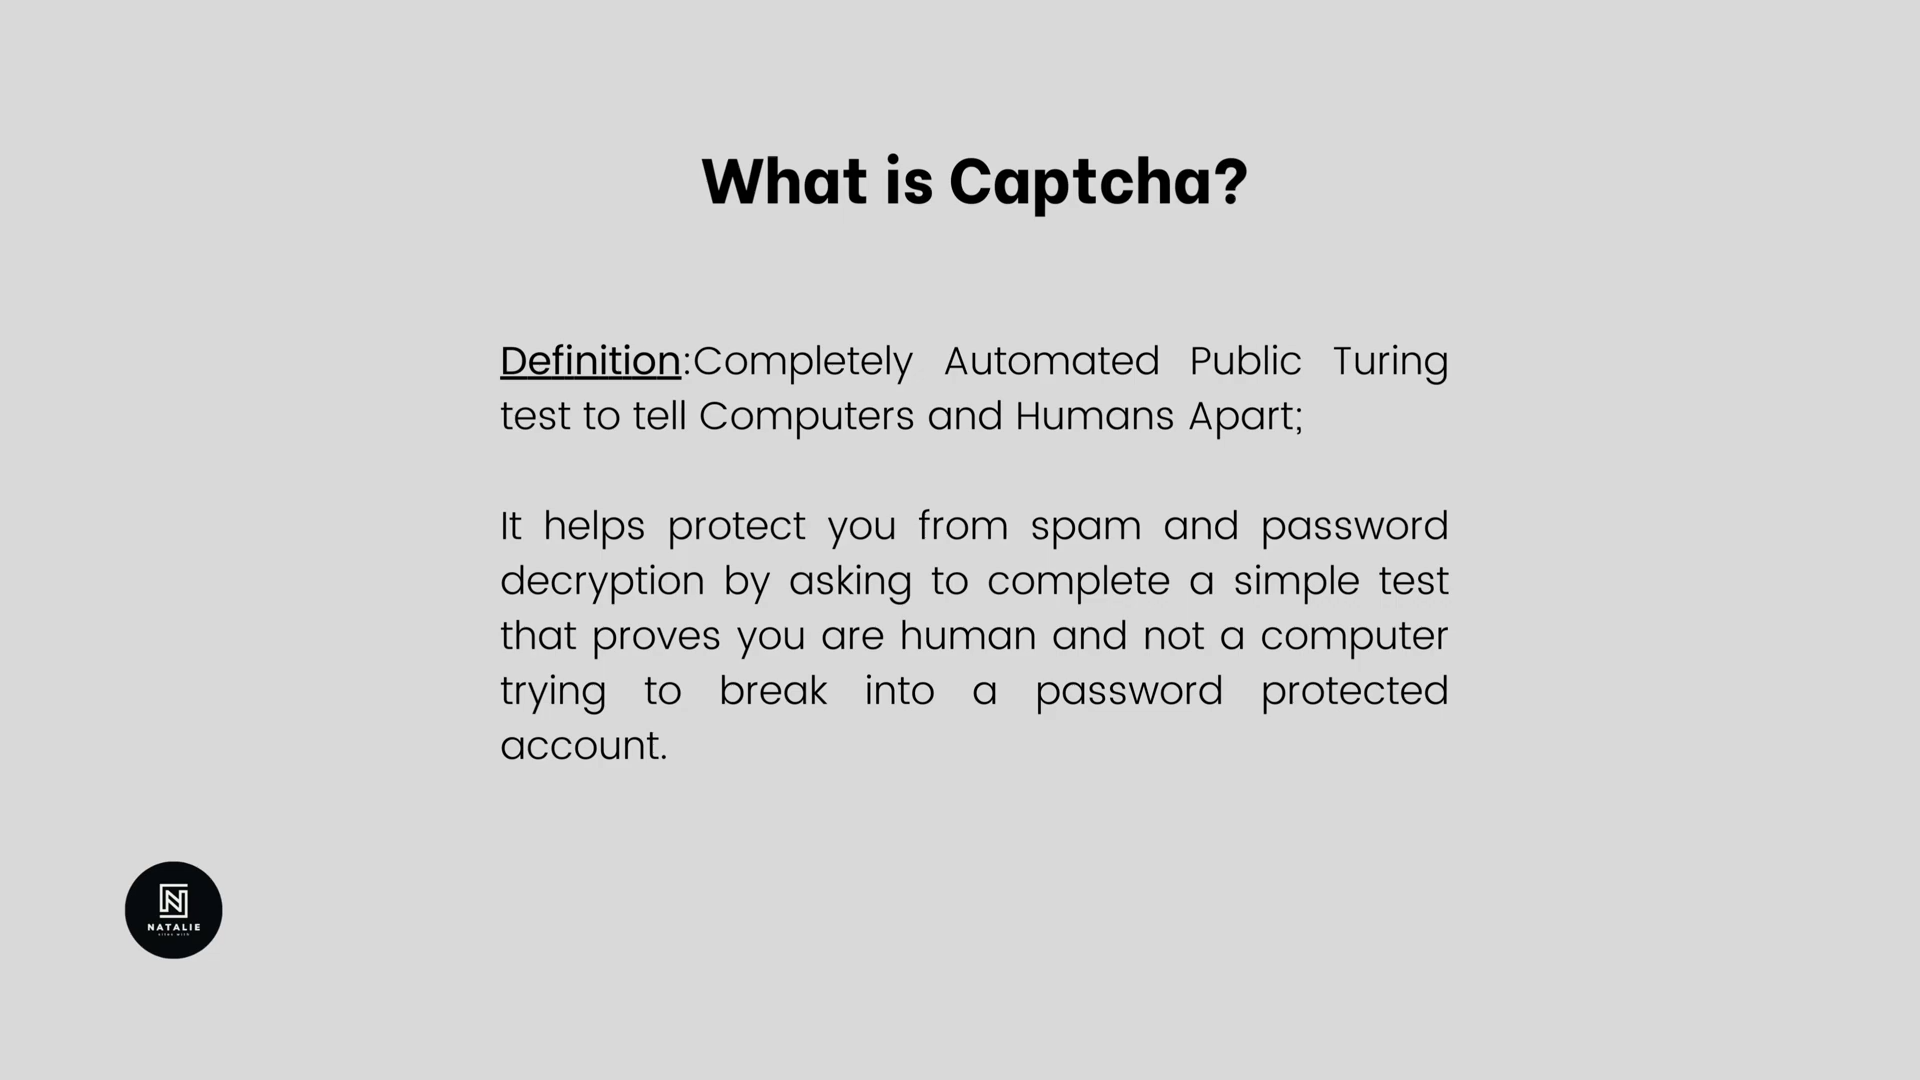 What is Captcha?
Definition:Completely Automated Public Turing
test to tell Computers and Humans Apart;
It helps protect you from spam and password
decryption by asking to complete a simple test
that proves you are human and not a computer
trying to break into a password protected
account.
N
NATALIE